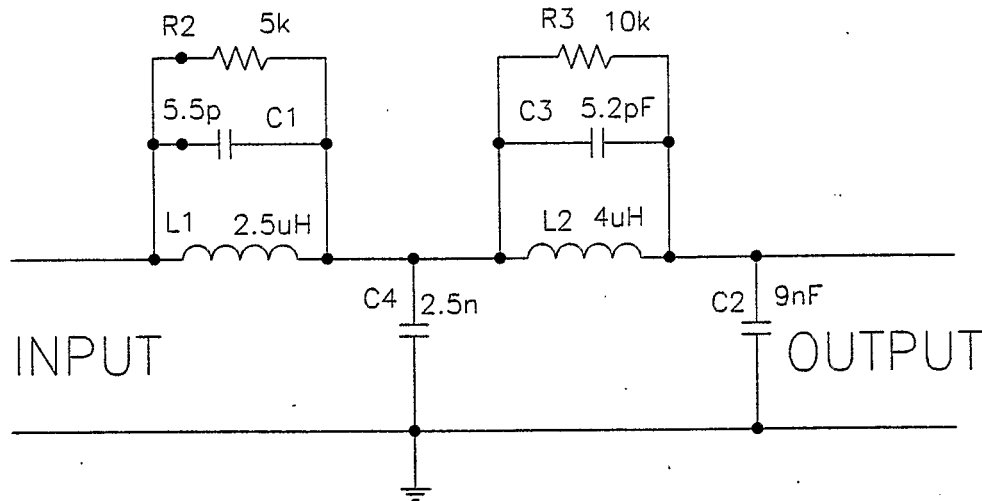 R2 5k
R3 10k
5.5p C1
C3 5.2pF
L1 2.5uH
L2 4uH
C4 2.5n
C2 9nF
INPUT
OUTPUT